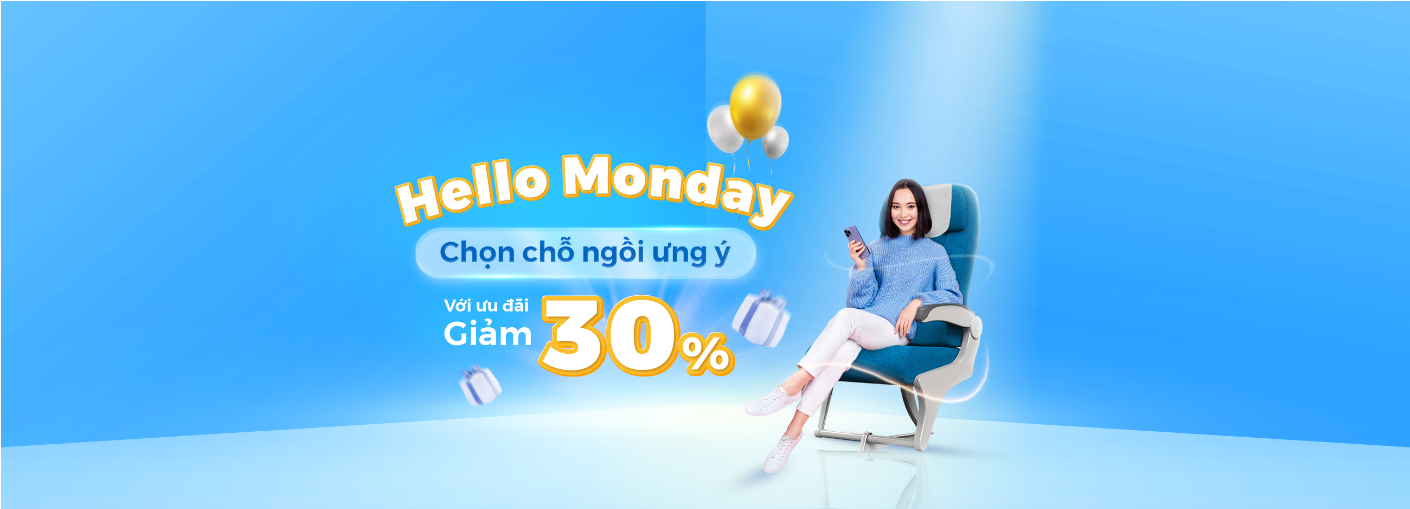 Hello Monday
Chọn chỗ ngồi ưng ý
Với ưu đãi
Giảm 30%